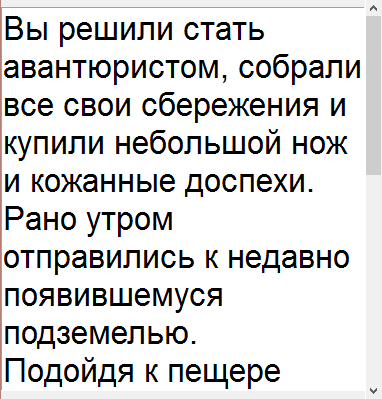 Вы решили стать
авантюристом, собрали
все свои сбережения и
купили небольшой нож
и кожанные доспехи.
Рано утром
отправились к недавно
появившемуся
подземелью.
Подойдя к пещере